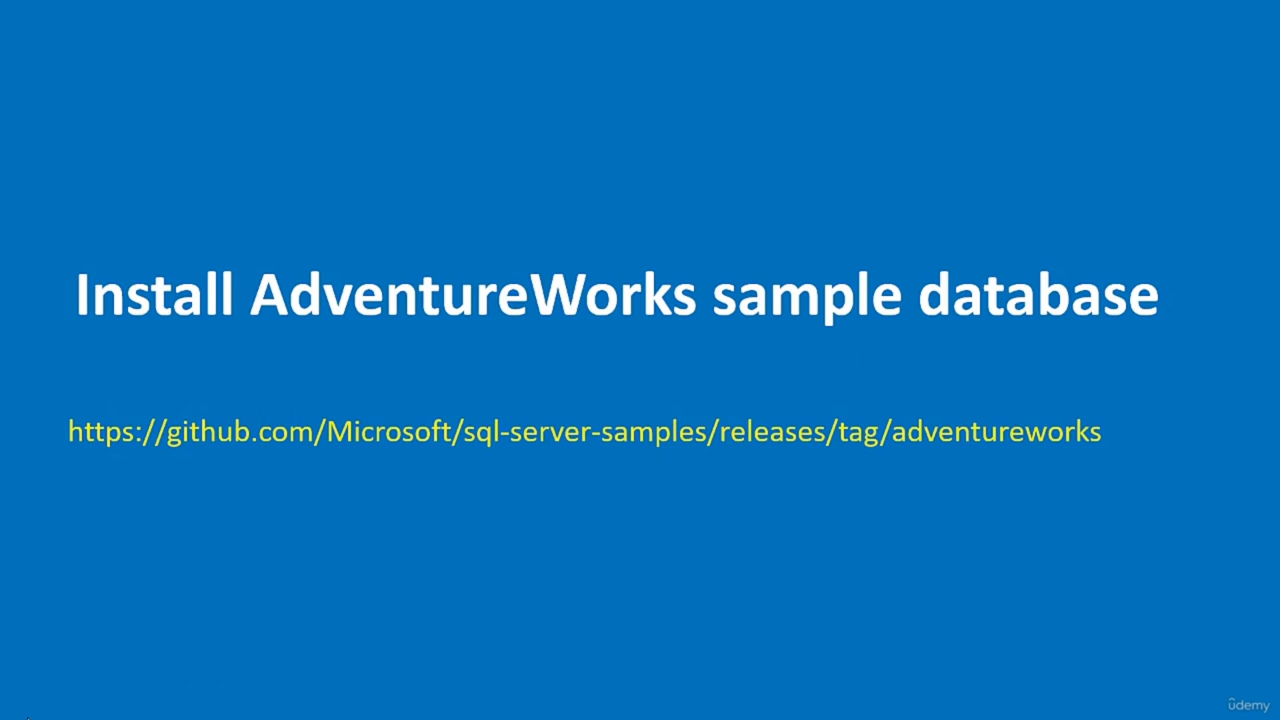 Install AdventureWorks sample database
https://github.com/Microsoft/sql-server-samples/releases/tag/adventureworks
ûdemy